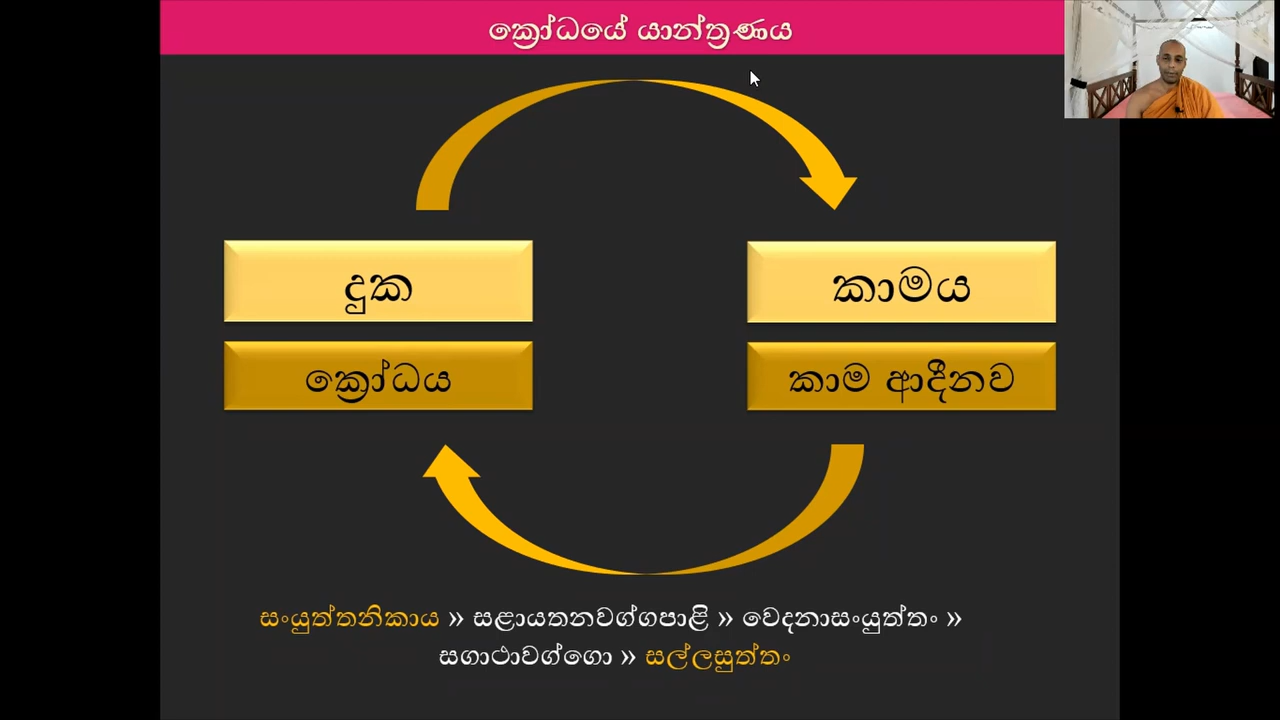 ක්‍රෝධයේ යාන්ත්‍රණය
දුක
කාමය
ක්‍රෝධය
කාම ආදීනව
සංයුත්තනිකාය » සළායතනවග්ගපාළි » වෙදනාසංයුත්තං »
සගාථාවග්ගො » සල්ලසුත්තං